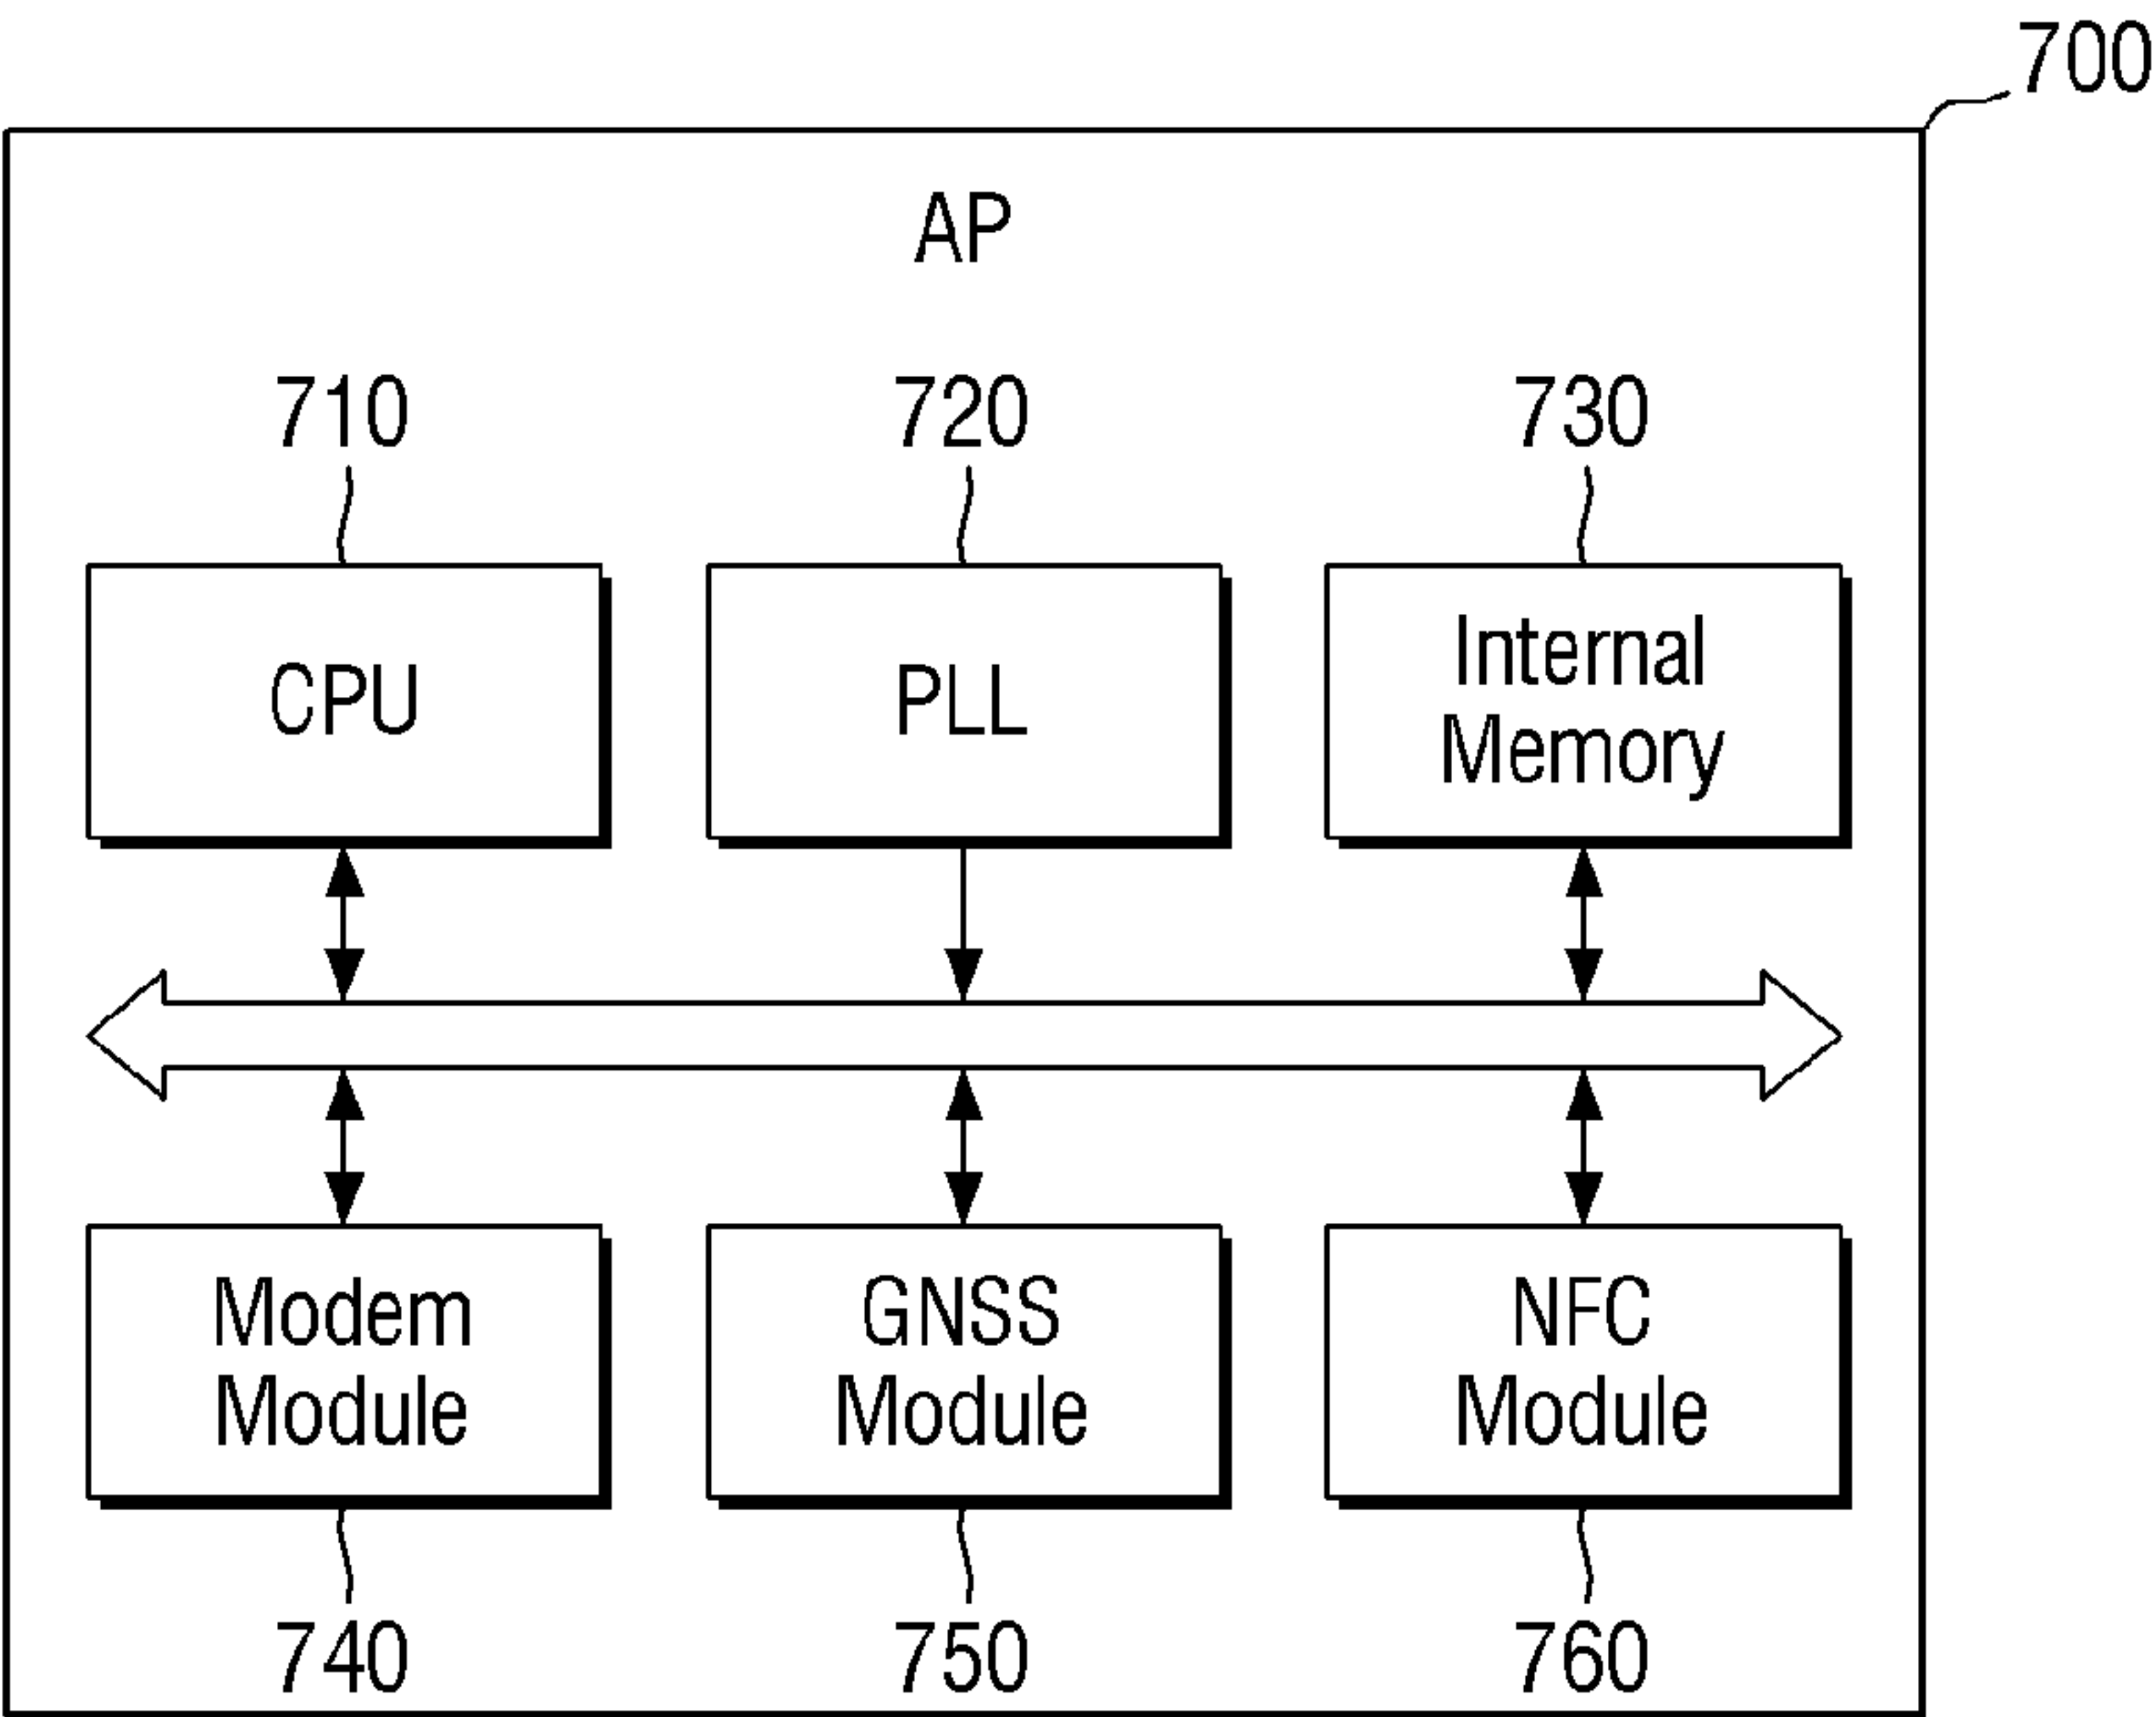 700
AP
710
720
730
CPU
PLL
Internal
Memory
Modem
Module
GNSS
Module
NFC
Module
740
750
760